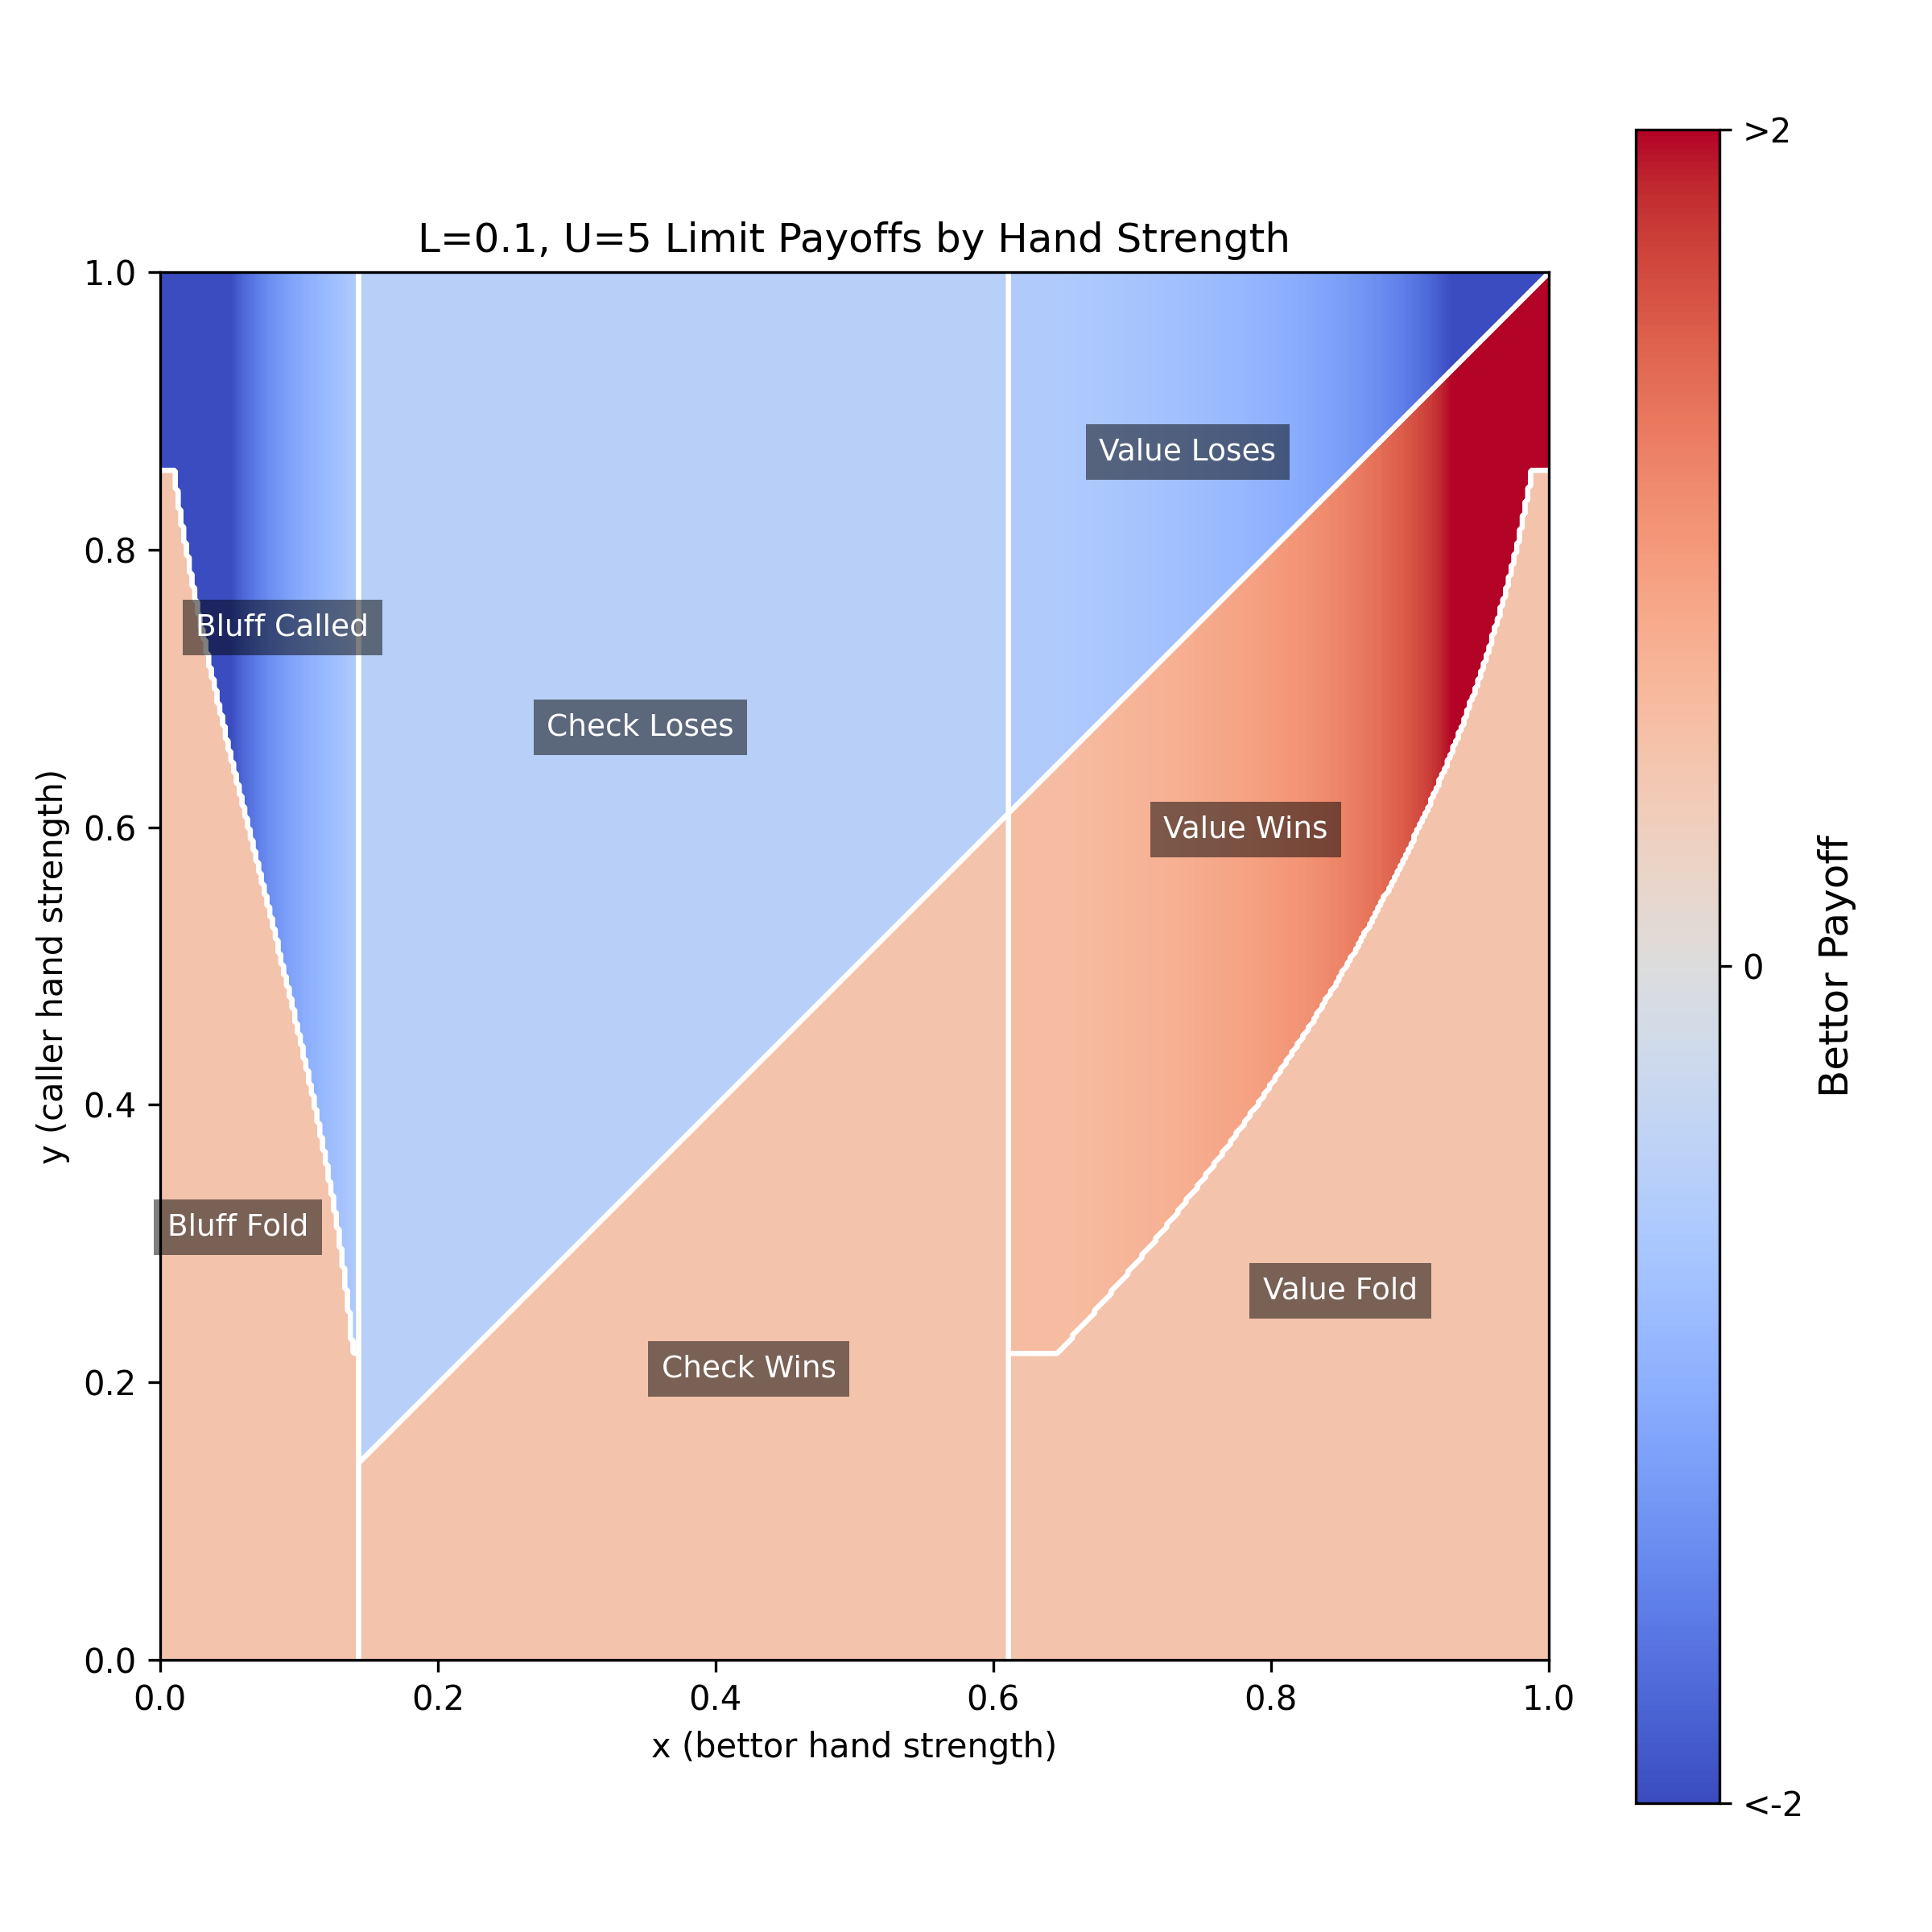 L=0.1, U=5 Limit Payoffs by Hand Strength
1.0
0.8
0.6
0.4
0.2
0.0
y (caller hand strength)
Value Loses
Bluff Called
Check Loses
Value Wins
Bluff Fold
Value Fold
Check Wins
0.0
0.2
0.4
0.6
0.8
1.0
x (bettor hand strength)
>2
0
<-2
Bettor Payoff